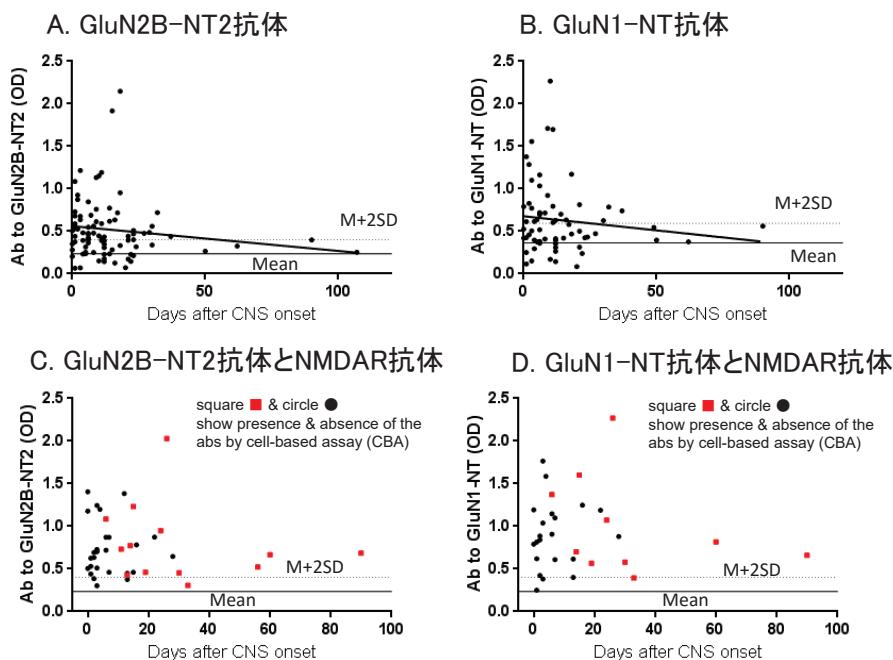 A. GluN2B-NT2抗体
Ab to GluN2B-NT2 (OD)
2.5
2.0
1.5
1.0
0.5
0.0
M+2SD
Mean
0
50
100
Days after CNS onset
B. GluN1-NT抗体
Ab to GluN1-NT (OD)
2.5
2.0
1.5
1.0
0.5
0.0
M+2SD
Mean
0
50
100
Days after CNS onset
C. GluN2B-NT2抗体とNMDAR抗体
Ab to GluN2B-NT2 (OD)
2.5
2.0
1.5
1.0
0.5
0.0
square & circle
show presence & absence of the
abs by cell-based assay (CBA)
M+2SD
Mean
0
20
40
60
80
100
Days after CNS onset
D. GluN1-NT抗体とNMDAR抗体
Ab to GluN1-NT (OD)
2.5
2.0
1.5
1.0
0.5
0.0
square & circle
show presence & absence of the
abs by cell-based assay (CBA)
M+2SD
Mean
0
20
40
60
80
100
Days after CNS onset